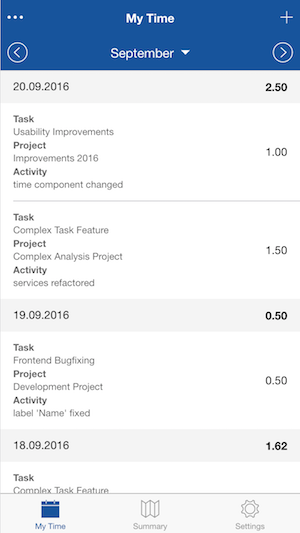 My Time
September
20.09.2016 2.50
Task
Usability Improvements
Project
Improvements 2016
1.00
Activity
time component changed
Task
Complex Task Feature
Project
Complex Analysis Project
1.50
Activity
services refactored
19.09.2016 0.50
Task
Frontend Bugfixing
Project
Development Project
0.50
Activity
label 'Name' fixed
18.09.2016 1.62
Task
Complex Task Feature
My Time Summary Settings